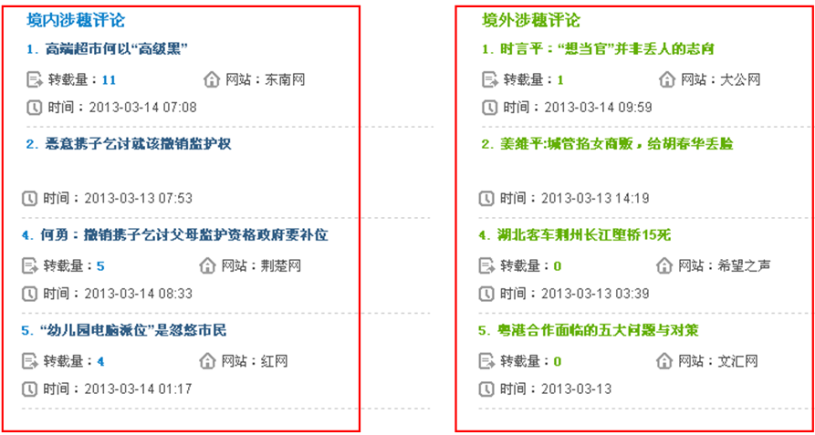 境内涉穗评论
1. 高端超市何以“高级黑”
转载量：11 网站：东南网
时间：2013-03-14 07:08
2. 恶意携子乞讨就该撤销监护权
时间：2013-03-13 07:53
4. 何勇：撤销携子乞讨父母监护资格政府要补位
转载量：5 网站：荆楚网
时间：2013-03-14 08:33
5. “幼儿园电脑派位”是忽悠市民
转载量：4 网站：红网
时间：2013-03-14 01:17
境外涉穗评论
1. 时言平：“想当官”并非丢人的志向
转载量：1 网站：大公网
时间：2013-03-14 09:59
2. 姜维平:城管掐女商贩，给胡春华丢脸
时间：2013-03-13 14:19
4. 湖北客车荆州长江堕桥15死
转载量：0 网站：希望之声
时间：2013-03-13 03:39
5. 粤港合作面临的五大问题与对策
转载量：0 网站：文汇网
时间：2013-03-13